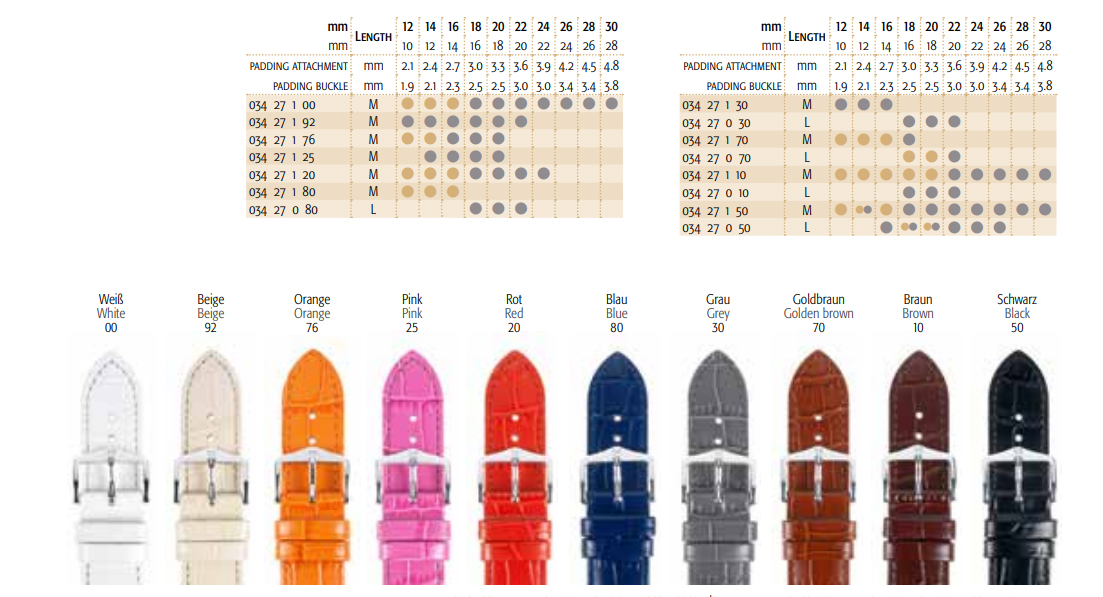 mm LENGTH 12 14 16 18 20 22 24 26 28 30
mm 10 12 14 16 18 20 22 24 26 28
PADDING ATTACHMENT mm 2.1 2.4 2.7 3.0 3.3 3.6 3.9 4.2 4.5 4.8
PADDING BUCKLE mm 1.9 2.1 2.3 2.5 2.5 3.0 3.0 3.4 3.4 3.8
034 27 1 00 M
034 27 1 92 M
034 27 1 76 M
034 27 1 25 M
034 27 1 20 M
034 27 1 80 M
034 27 0 80 L
mm LENGTH 12 14 16 18 20 22 24 26 28 30
mm 10 12 14 16 18 20 22 24 26 28
PADDING ATTACHMENT mm 2.1 2.4 2.7 3.0 3.3 3.6 3.9 4.2 4.5 4.8
PADDING BUCKLE mm 1.9 2.1 2.3 2.5 2.5 3.0 3.0 3.4 3.4 3.8
034 27 1 30 M
034 27 0 30 L
034 27 1 70 M
034 27 0 70 L
034 27 1 10 M
034 27 0 10 L
034 27 1 50 M
034 27 0 50 L
Weiß Beige Orange Pink Rot Blau Grau Goldbraun Braun Schwarz
White Beige Orange Pink Red Blue Grey Golden brown Brown Black
00 92 76 25 20 80 30 70 10 50